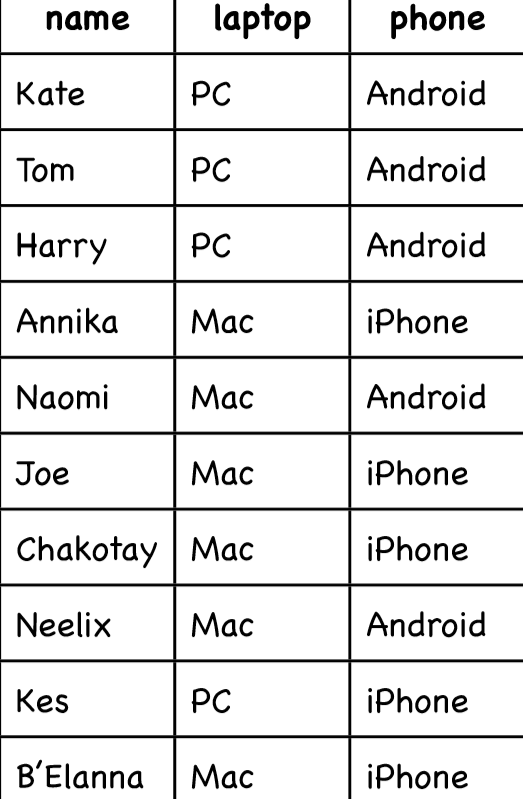 name laptop phone
Kate PC Android
Tom PC Android
Harry PC Android
Annika Mac iPhone
Naomi Mac Android
Joe Mac iPhone
Chakotay Mac iPhone
Neelix Mac Android
Kes PC iPhone
B'Elanna Mac iPhone